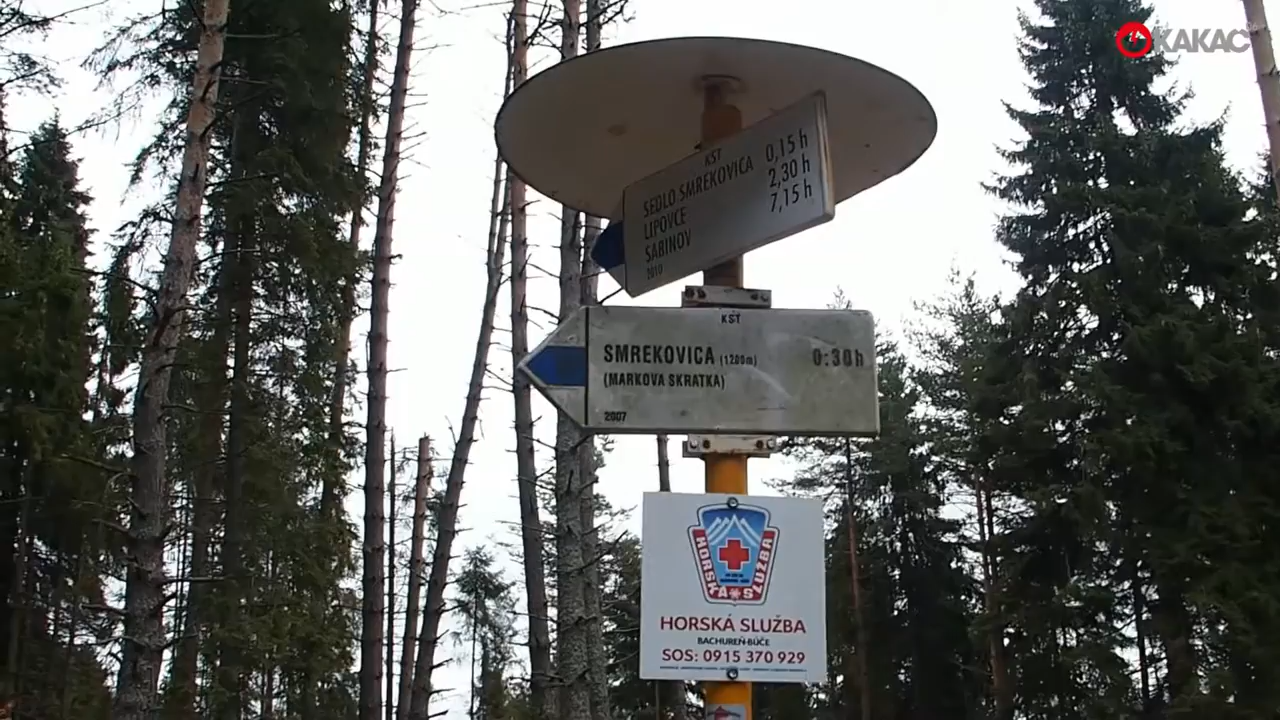 KAKAC
KST
SEDLO SMREKOVICA 0,15 h
LIPOVCE 2,30 h
SABINOV 7,15 h
2010
KST
SMREKOVICA (1200m) 0:30h
(MARKOVA SKRATKA)
2007
HORSKÁ SLUŽBA
HORSKÁ SLUŽBA
BACHUREŇ-BÚČE
SOS: 0915 370 929